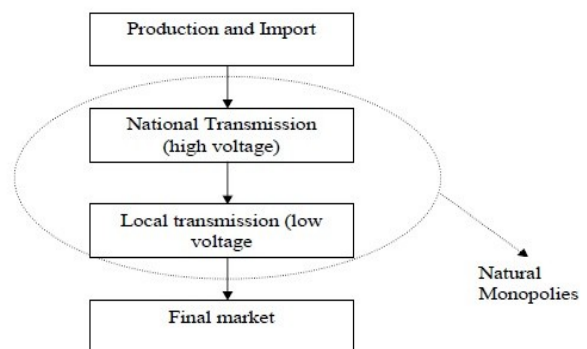 Production and Import
National Transmission
(high voltage)
Local transmission (low
voltage
Natural
Monopolies
Final market